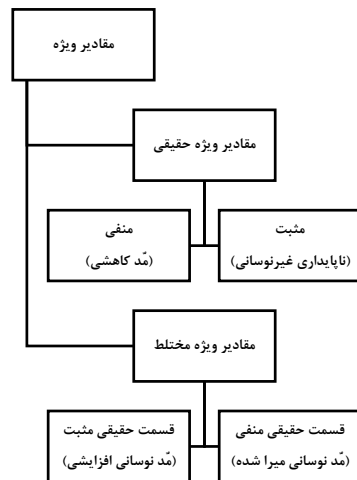 مقادیر ویژه
مقادیر ویژه حقیقی
مثبت
(ناپایداری غیرنوسانی)
منفی
(مّد کاهشی)
مقادیر ویژه مختلط
قسمت حقیقی منفی
(مّد نوسانی میرا شده)
قسمت حقیقی مثبت
(مّد نوسانی افزایشی)